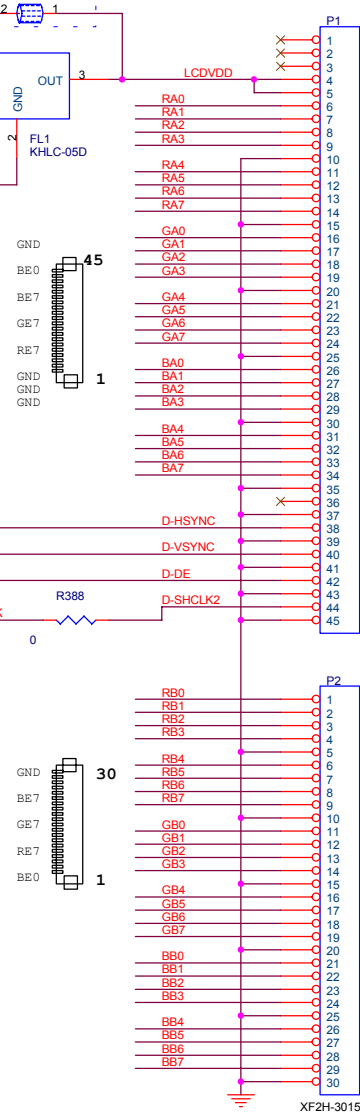 2 1 P1
OUT 3 LCDVDD
GND
2
FL1
KHLC-05D
1
2
3
4
5
RA0 6
RA1 7
RA2 8
RA3 9
10
RA4 11
RA5 12
RA6 13
RA7 14
15
GA0 16
GA1 17
GA2 18
GA3 19
20
GA4 21
GA5 22
GA6 23
GA7 24
25
BA0 26
BA1 27
BA2 28
BA3 29
30
BA4 31
BA5 32
BA6 33
BA7 34
35
36
37
D-HSYNC 38
39
D-VSYNC 40
41
D-DE 42
43
D-SHCLK2 44
45
GND 45
BE0
BE7
GE7
RE7
GND 1
GND
GND
R388
0
P2
RB0 1
RB1 2
RB2 3
RB3 4
5
RB4 6
RB5 7
RB6 8
RB7 9
10
GB0 11
GB1 12
GB2 13
GB3 14
15
GB4 16
GB5 17
GB6 18
GB7 19
20
BB0 21
BB1 22
BB2 23
BB3 24
25
BB4 26
BB5 27
BB6 28
BB7 29
30
XF2H-3015
GND 30
BE7
GE7
RE7
BE0 1